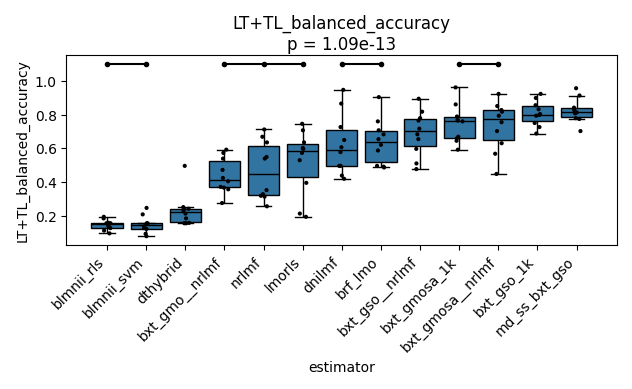 LT+TL_balanced_accuracy
p = 1.09e-13
LT+TL_balanced_accuracy
1.0
0.8
0.6
0.4
0.2
blmnii_rls
blmnii_svm
dthybrid
bxt_gmo__nrlmf
nrlmf
lmorls
dnilmf
brf_lmo
bxt_gso__nrlmf
bxt_gmosa_1k
bxt_gmosa__nrlmf
bxt_gso_1k
md_ss_bxt_gso
estimator